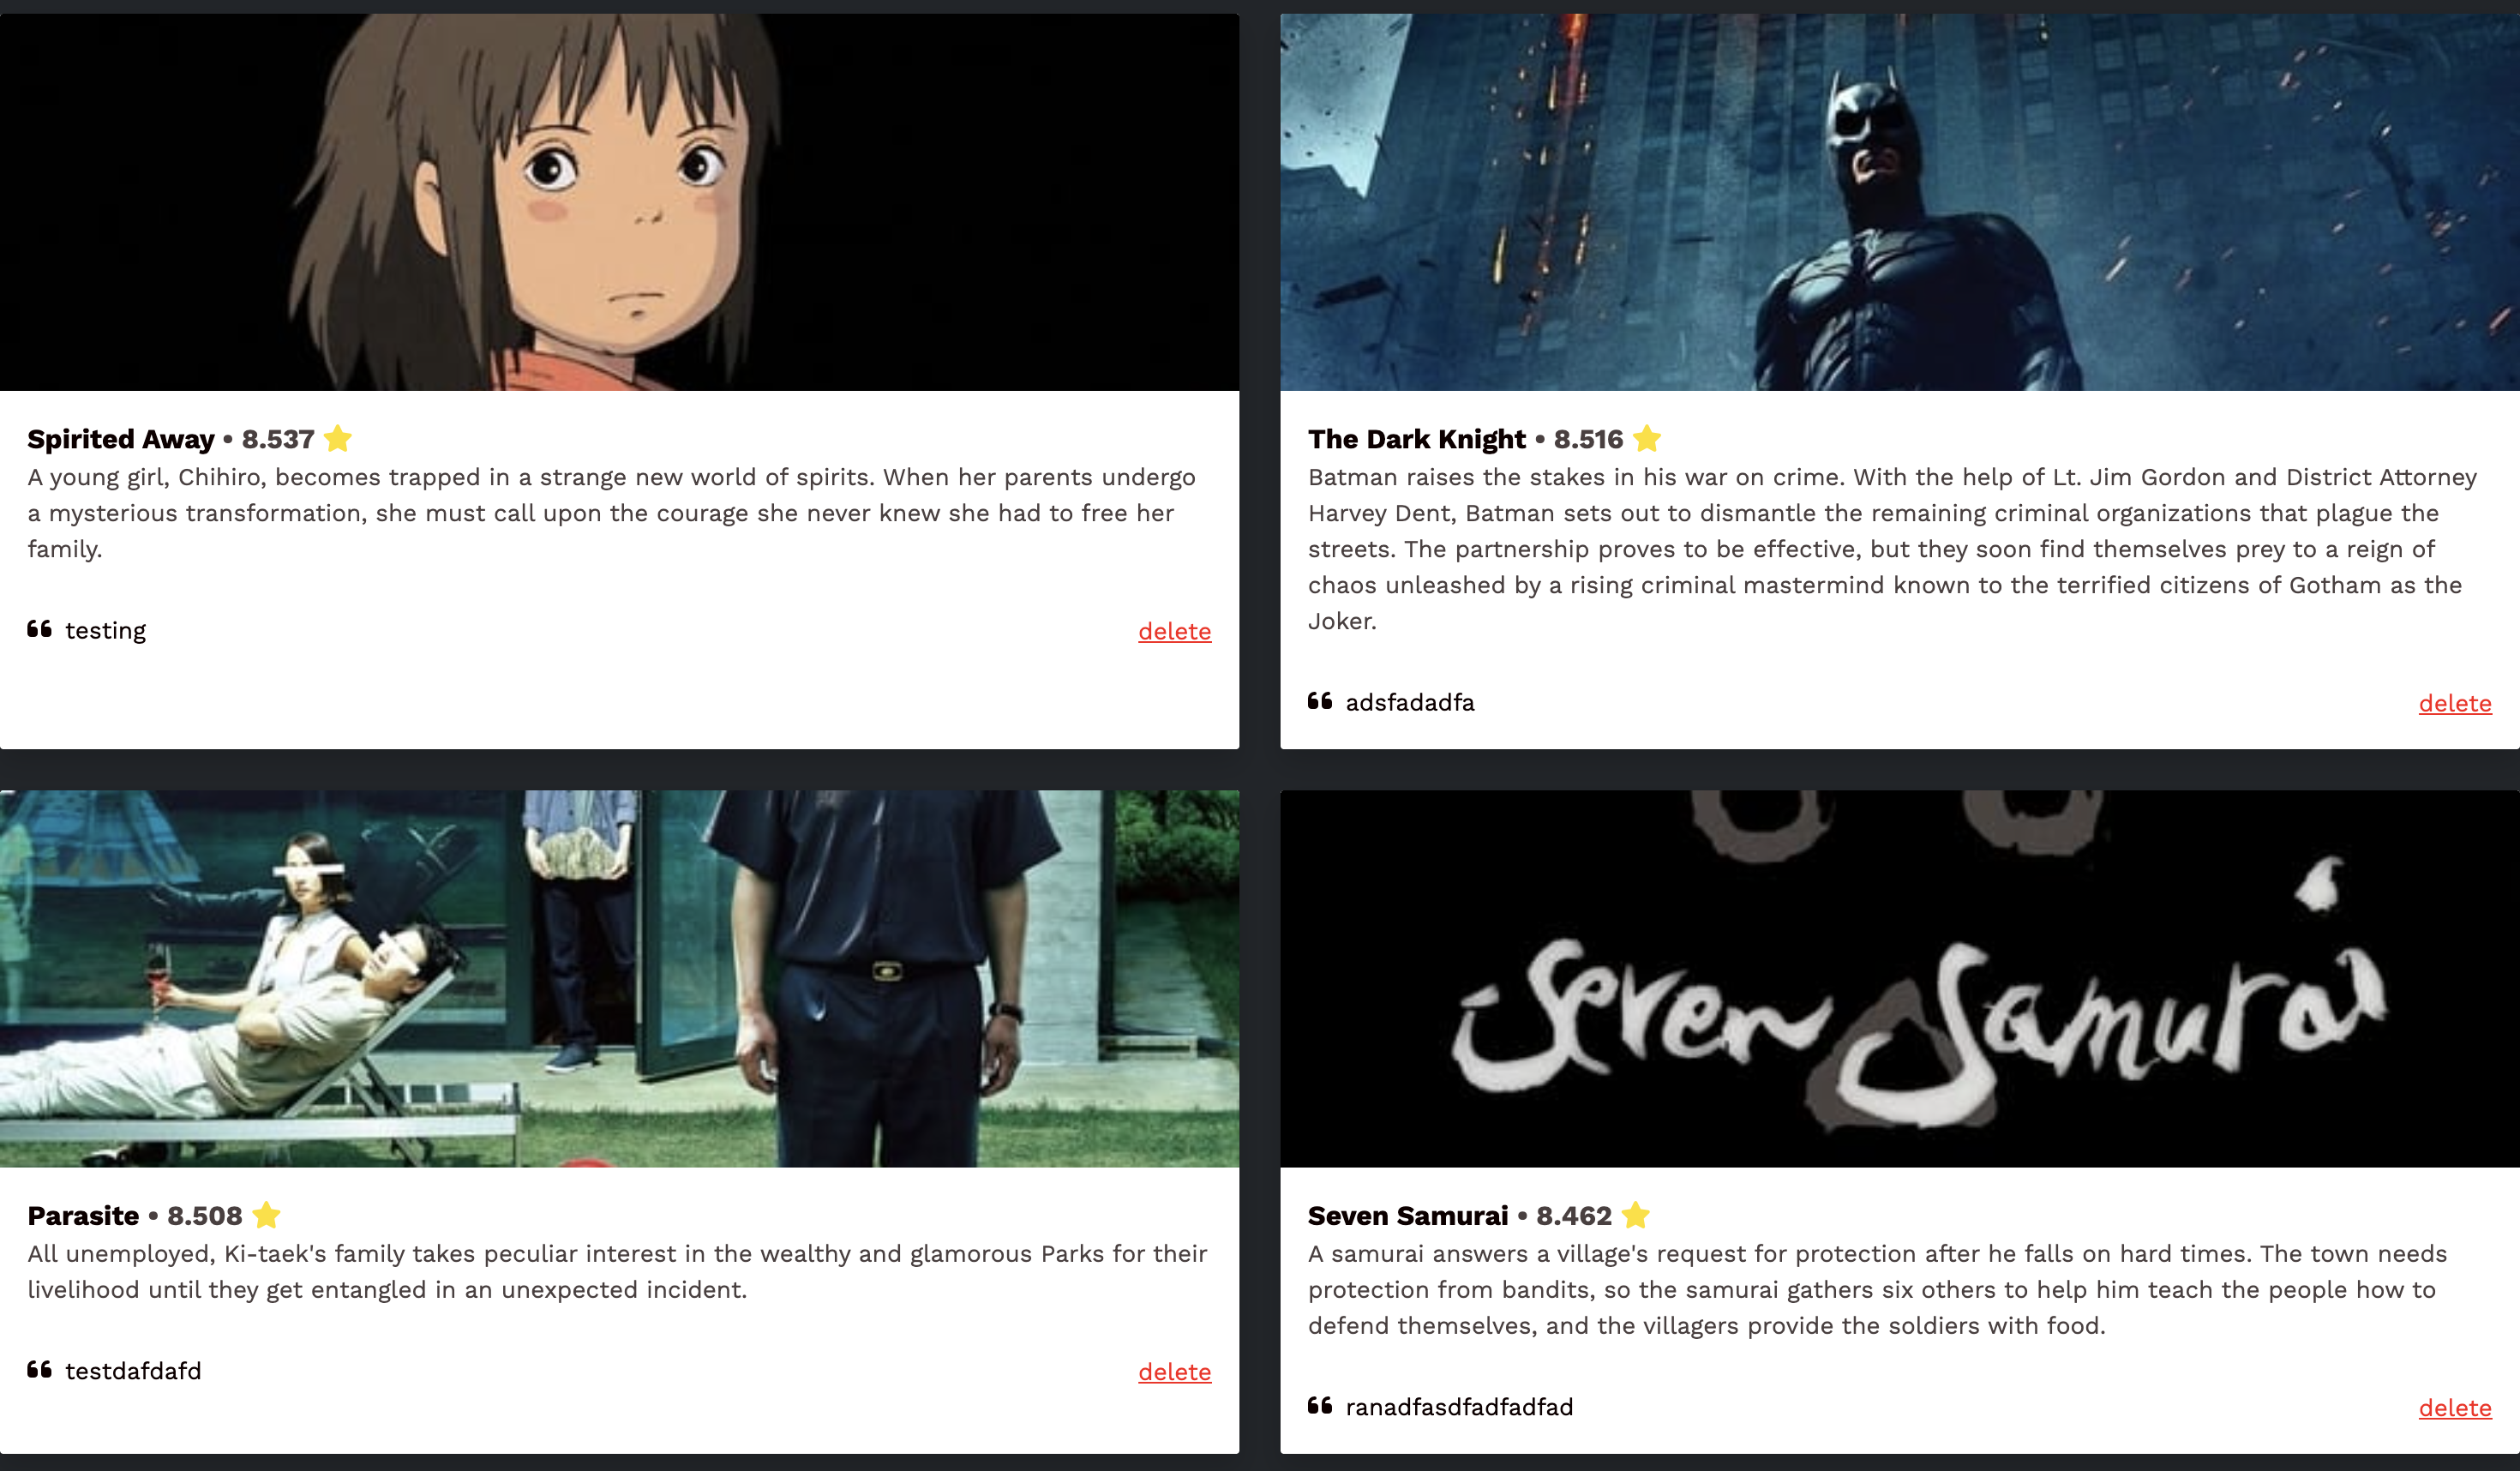 Spirited Away • 8.537
A young girl, Chihiro, becomes trapped in a strange new world of spirits. When her parents undergo
a mysterious transformation, she must call upon the courage she never knew she had to free her
family.
❝ testing
delete
The Dark Knight • 8.516
Batman raises the stakes in his war on crime. With the help of Lt. Jim Gordon and District Attorney
Harvey Dent, Batman sets out to dismantle the remaining criminal organizations that plague the
streets. The partnership proves to be effective, but they soon find themselves prey to a reign of
chaos unleashed by a rising criminal mastermind known to the terrified citizens of Gotham as the
Joker.
❝ adsfadadfa
delete
Parasite • 8.508
All unemployed, Ki-taek's family takes peculiar interest in the wealthy and glamorous Parks for their
livelihood until they get entangled in an unexpected incident.
❝ testdafdafd
delete
Seven Samurai
Seven Samurai • 8.462
A samurai answers a village's request for protection after he falls on hard times. The town needs
protection from bandits, so the samurai gathers six others to help him teach the people how to
defend themselves, and the villagers provide the soldiers with food.
❝ ranadfasdfadfadfad
delete